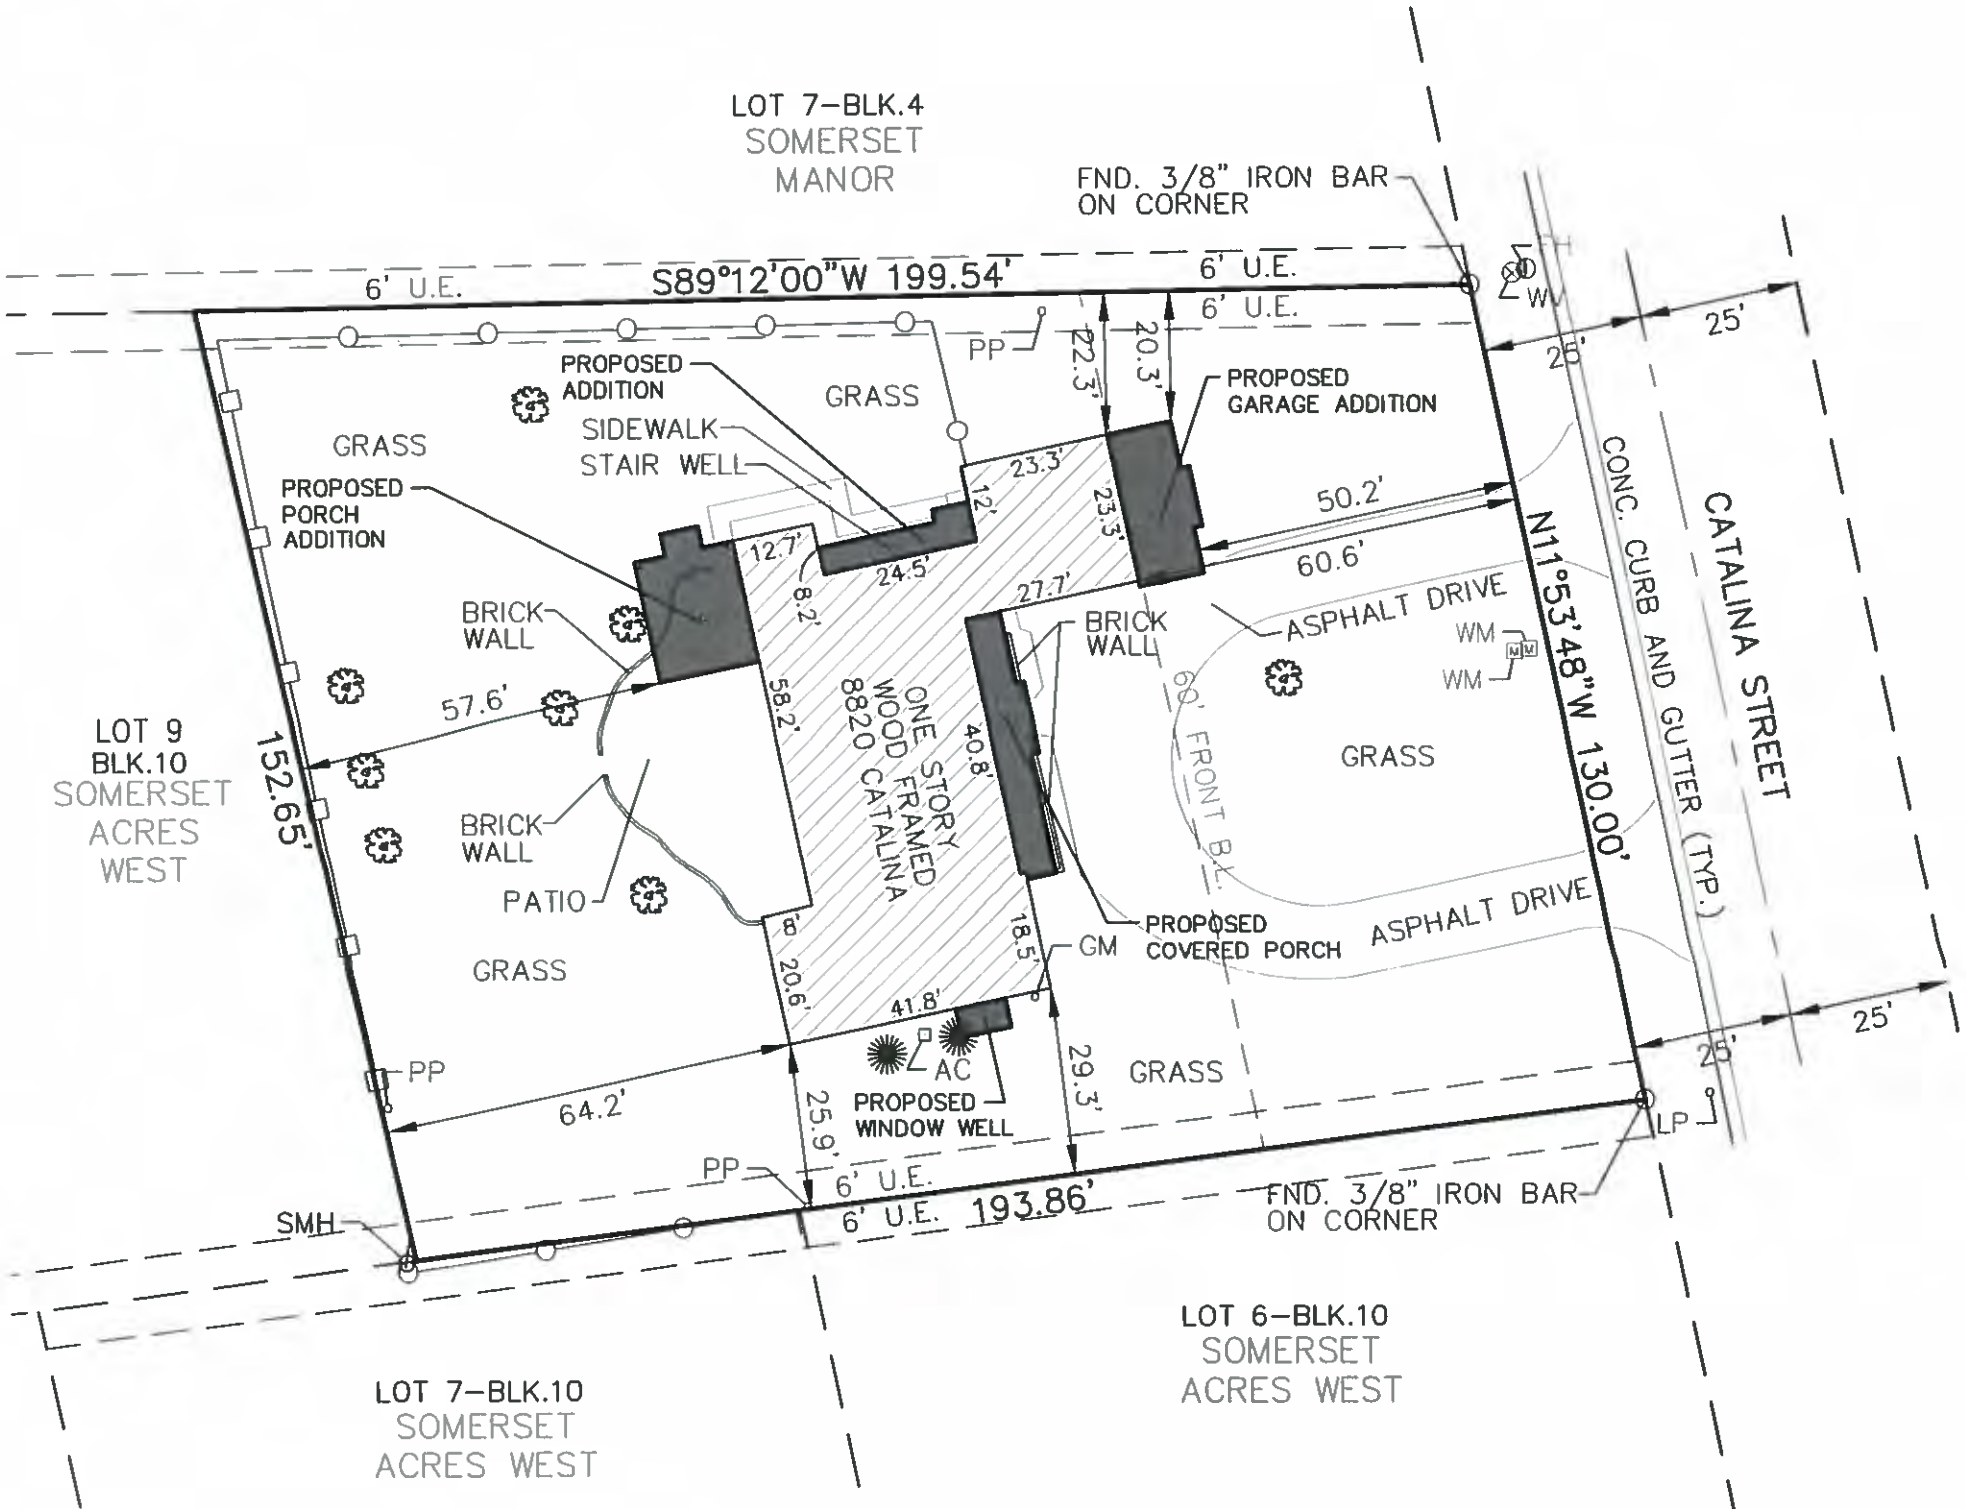 LOT 7-BLK.4
SOMERSET
MANOR
FND. 3/8" IRON BAR
ON CORNER
6' U.E.
S89°12'00"W 199.54'
6' U.E.
6' U.E.
W
25'
25'
PP
22.3'
20.3'
PROPOSED
ADDITION
GRASS
PROPOSED
GARAGE ADDITION
SIDEWALK
STAIR WELL
GRASS
PROPOSED
PORCH
ADDITION
23.3'
12'
23.3'
50.2'
60.6'
12.7'
24.5'
8.2'
27.7'
BRICK
WALL
BRICK
WALL
ASPHALT DRIVE
WM
M M
WM
N11°53'48"W 130.00'
CONC. CURB AND GUTTER (TYP.)
CATALINA STREET
57.6'
58.2'
ONE STORY
WOOD FRAMED
8820 CATALINA
40.8'
60' FRONT B.L.
GRASS
LOT 9
BLK.10
SOMERSET
ACRES
WEST
152.65'
BRICK
WALL
PATIO
8'
20.6'
18.5'
GM
PROPOSED
COVERED PORCH
ASPHALT DRIVE
GRASS
41.8'
AC
PROPOSED
WINDOW WELL
29.3'
25.9'
GRASS
25'
25'
PP
64.2'
PP
6' U.E.
6' U.E.
193.86'
LP
FND. 3/8" IRON BAR
ON CORNER
SMH
LOT 6-BLK.10
SOMERSET
ACRES WEST
LOT 7-BLK.10
SOMERSET
ACRES WEST